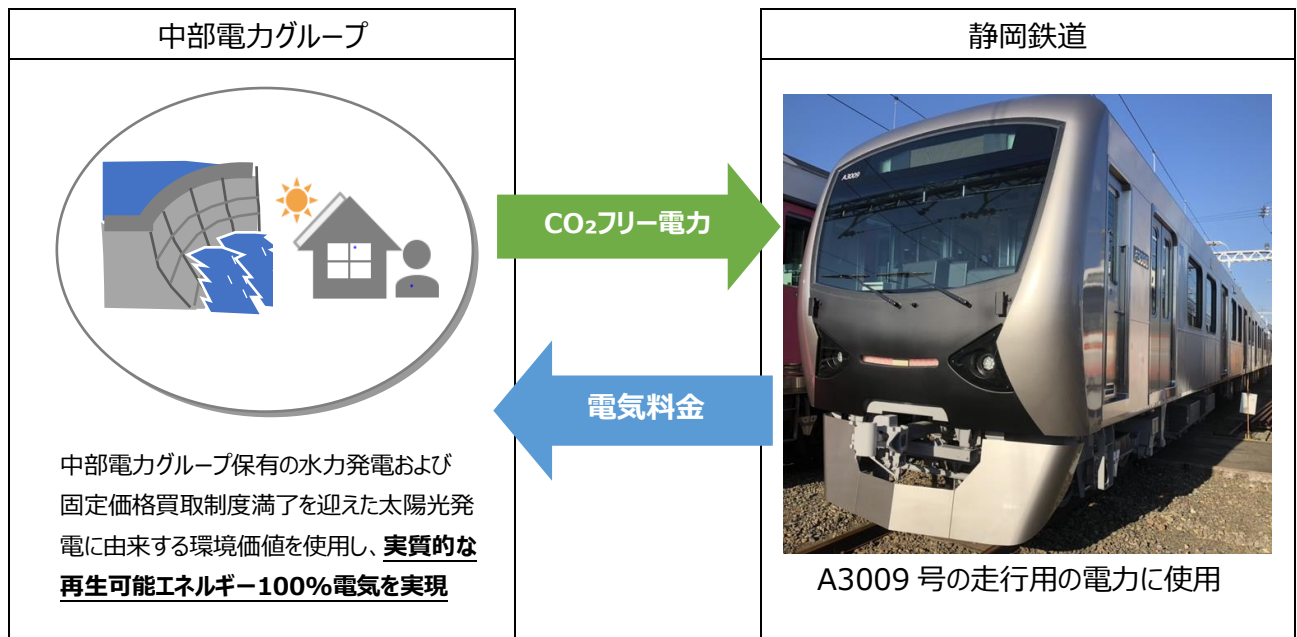 中部電力グループ
中部電力グループ保有の水力発電および
固定価格買取制度満了を迎えた太陽光発
電に由来する環境価値を使用し、実質的な
再生可能エネルギー100%電気を実現
CO₂フリー電力
電気料金
静岡鉄道
A3009
A3009 号の走行用の電力に使用